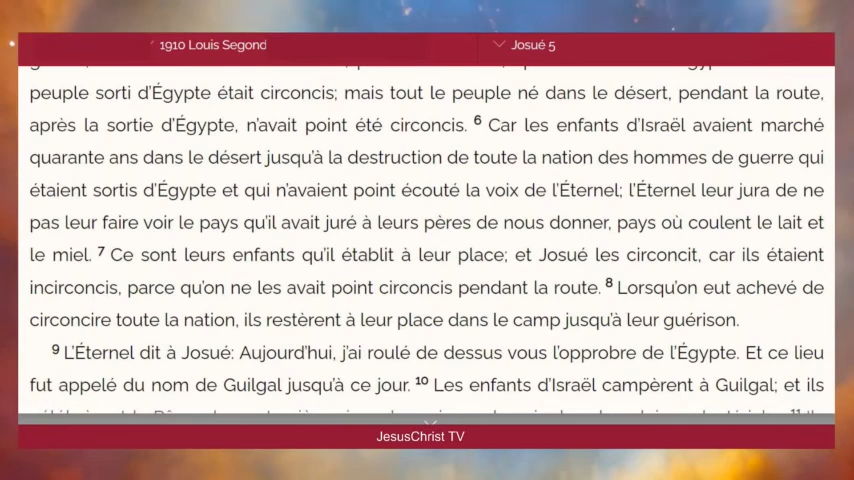 1910 Louis Segond
Josué 5
peuple sorti d’Égypte était circoncis; mais tout le peuple né dans le désert, pendant la route,
après la sortie d’Égypte, n’avait point été circoncis. 6 Car les enfants d’Israël avaient marché
quarante ans dans le désert jusqu’à la destruction de toute la nation des hommes de guerre qui
étaient sortis d’Égypte et qui n’avaient point écouté la voix de l’Éternel; l’Éternel leur jura de ne
pas leur faire voir le pays qu’il avait juré à leurs pères de nous donner, pays où coulent le lait et
le miel. 7 Ce sont leurs enfants qu’il établit à leur place; et Josué les circoncit, car ils étaient
incirconcis, parce qu’on ne les avait point circoncis pendant la route. 8 Lorsqu’on eut achevé de
circoncire toute la nation, ils restèrent à leur place dans le camp jusqu’à leur guérison.
9 L’Éternel dit à Josué: Aujourd’hui, j’ai roulé de dessus vous l’opprobre de l’Égypte. Et ce lieu
fut appelé du nom de Guilgal jusqu’à ce jour. 10 Les enfants d’Israël campèrent à Guilgal; et ils
JesusChrist TV